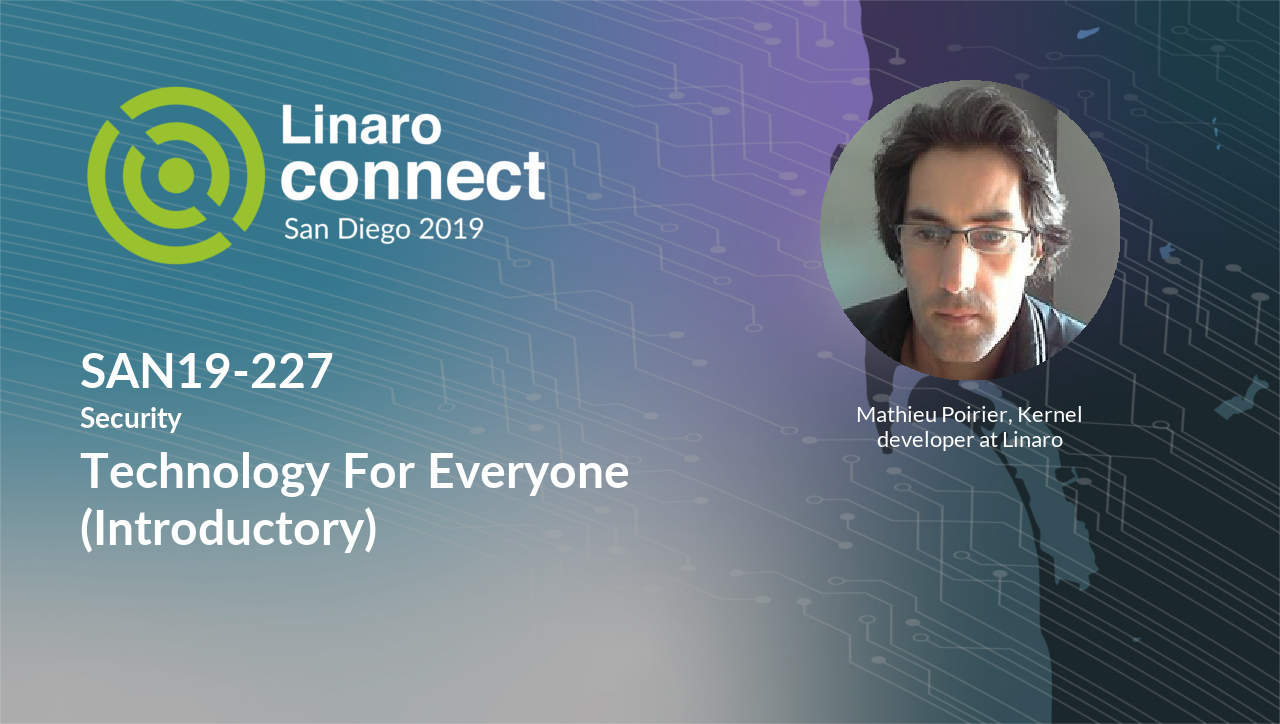 Linaro
connect
San Diego 2019
SAN19-227
Security
Technology For Everyone
(Introductory)
Mathieu Poirier, Kernel
developer at Linaro